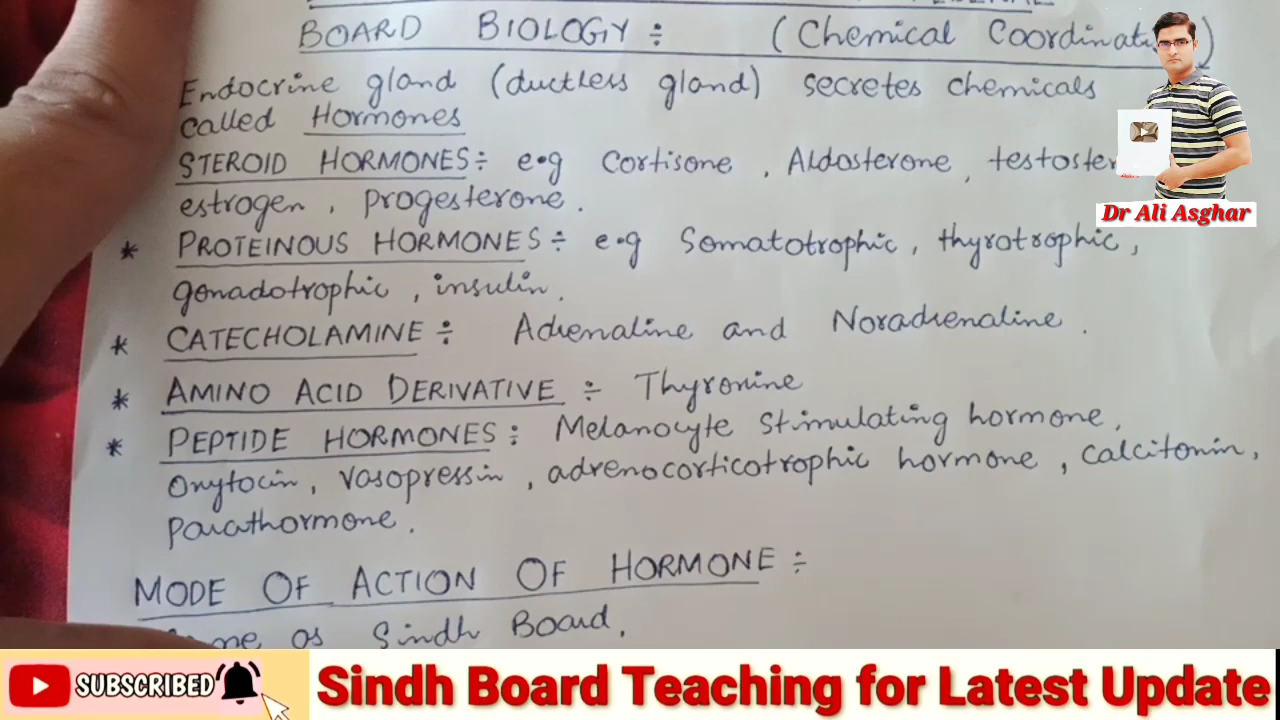 BOARD BIOLOGY ÷ (Chemical Coordinat )
Endocrine gland (ductless gland) secretes chemicals
called Hormones
STEROID HORMONES ÷ e.g Cortisone , Aldosterone , testoster
estrogen , progesterone .
* PROTEINOUS HORMONES ÷ e.g Somatotrophic , thyrotrophic ,
gonadotrophic , insulin .
* CATECHOLAMINE ÷ Adrenaline and Noradrenaline .
* AMINO ACID DERIVATIVE ÷ Thyronine
* PEPTIDE HORMONES : Melanocyte stimulating hormone ,
oxytocin , vasopressin , adrenocorticotrophic hormone , calcitonin ,
parathormone .
MODE OF ACTION OF HORMONE ÷
as Sindh Board .
Dr Ali Asghar
SUBSCRIBED
Sindh Board Teaching for Latest Update